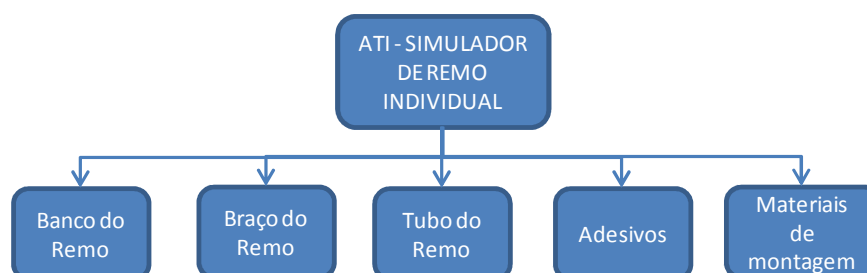 ATI - SIMULADOR
DE REMO
INDIVIDUAL
Banco do
Remo
Braço do
Remo
Tubo do
Remo
Adesivos
Materiais
de
montagem